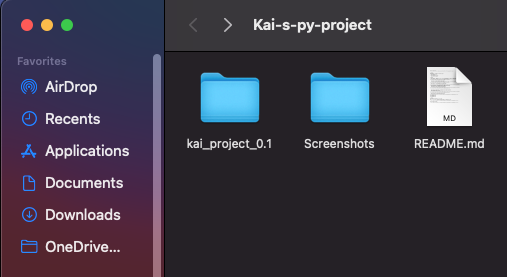 Kai-s-py-project
Favorites
AirDrop
Recents
Applications
Documents
Downloads
OneDrive...
kai_project_0.1
Screenshots
MD
README.md